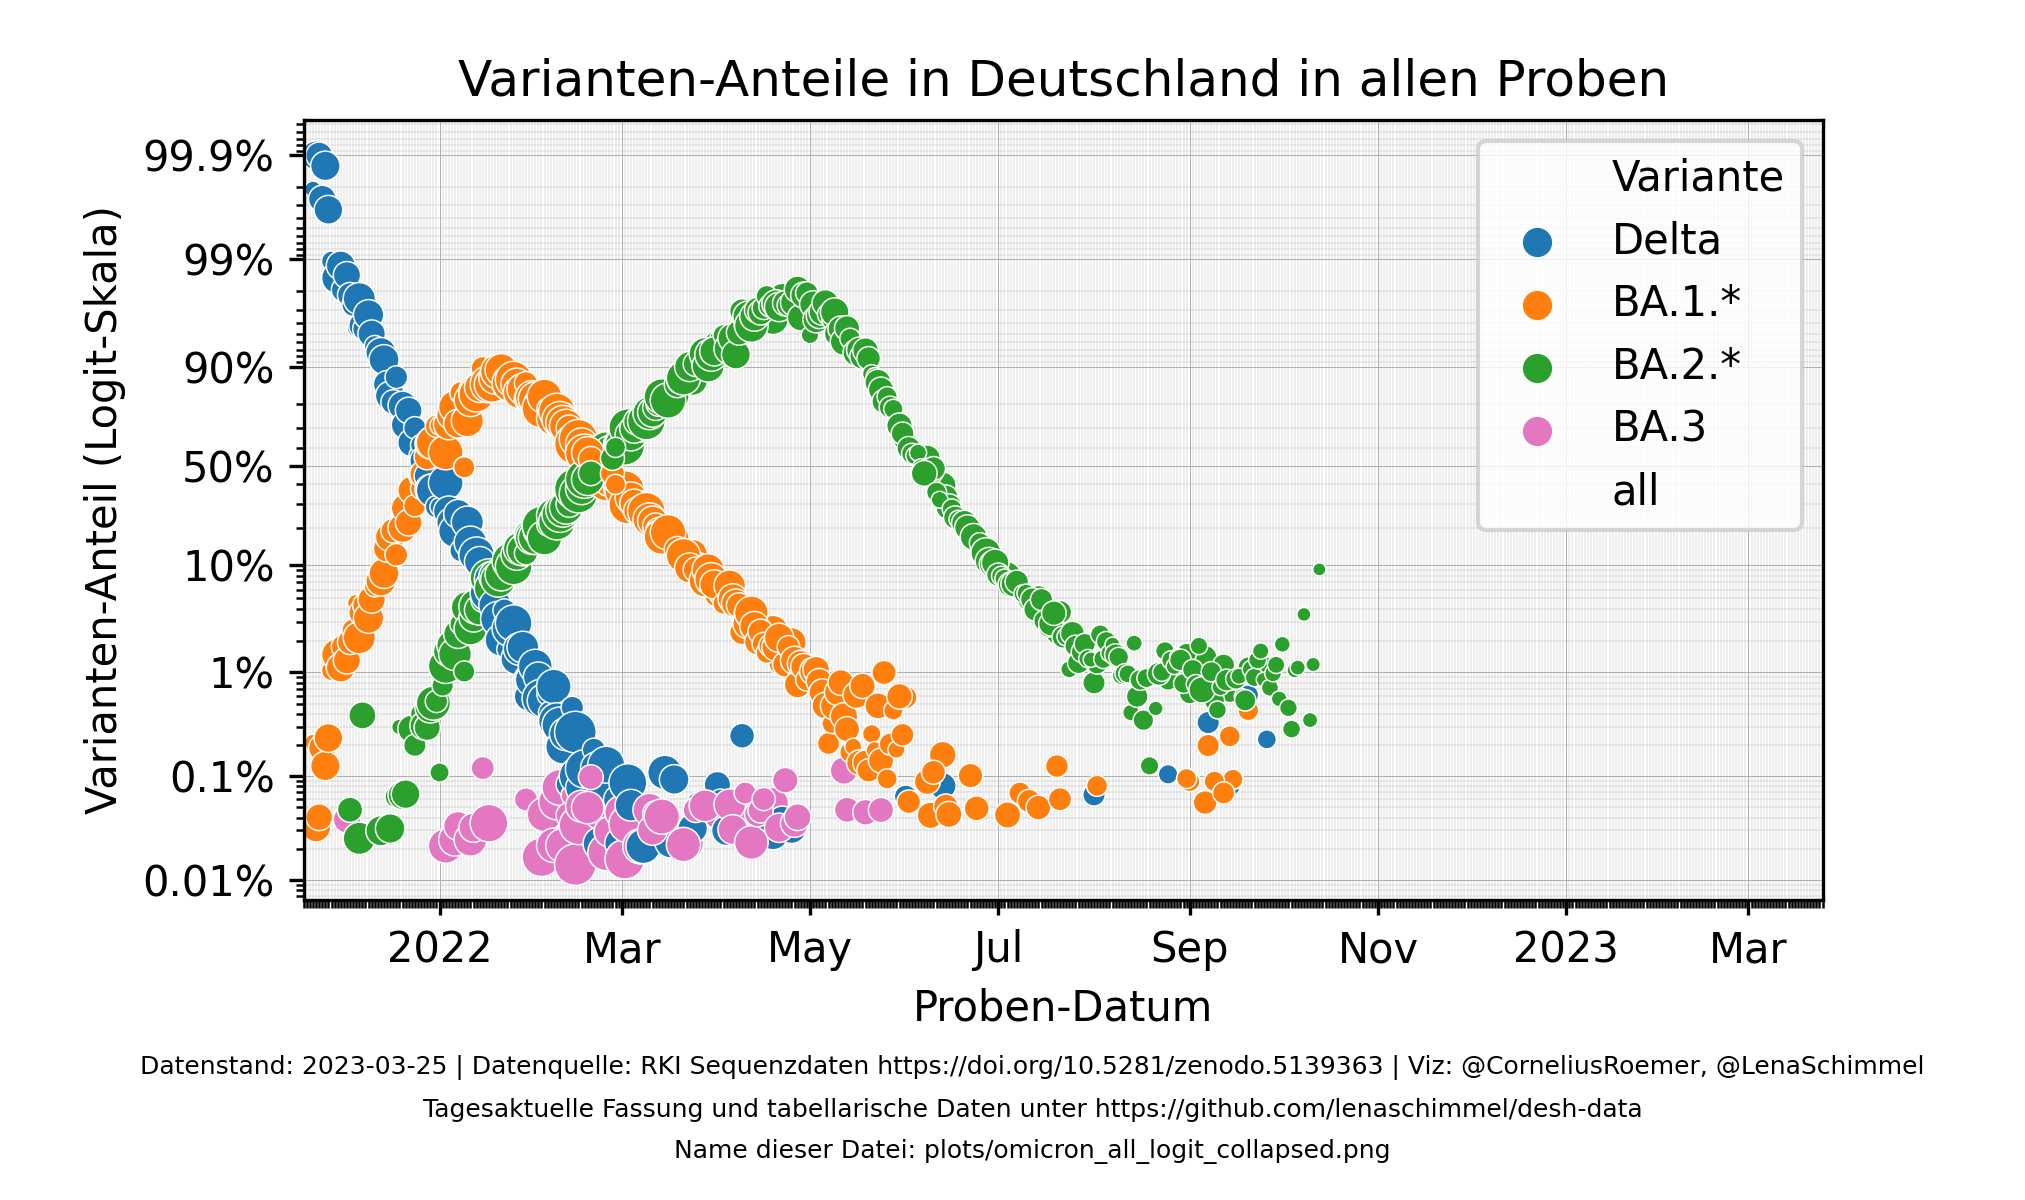 Varianten-Anteile in Deutschland in allen Proben
Varianten-Anteil (Logit-Skala)
99.9%
99%
90%
50%
10%
1%
0.1%
0.01%
Variante
Delta
BA.1.*
BA.2.*
BA.3
all
2022 Mar May Jul Sep Nov 2023 Mar
Proben-Datum
Datenstand: 2023-03-25 | Datenquelle: RKI Sequenzdaten https://doi.org/10.5281/zenodo.5139363 | Viz: @CorneliusRoemer, @LenaSchimmel
Tagesaktuelle Fassung und tabellarische Daten unter https://github.com/lenaschimmel/desh-data
Name dieser Datei: plots/omicron_all_logit_collapsed.png